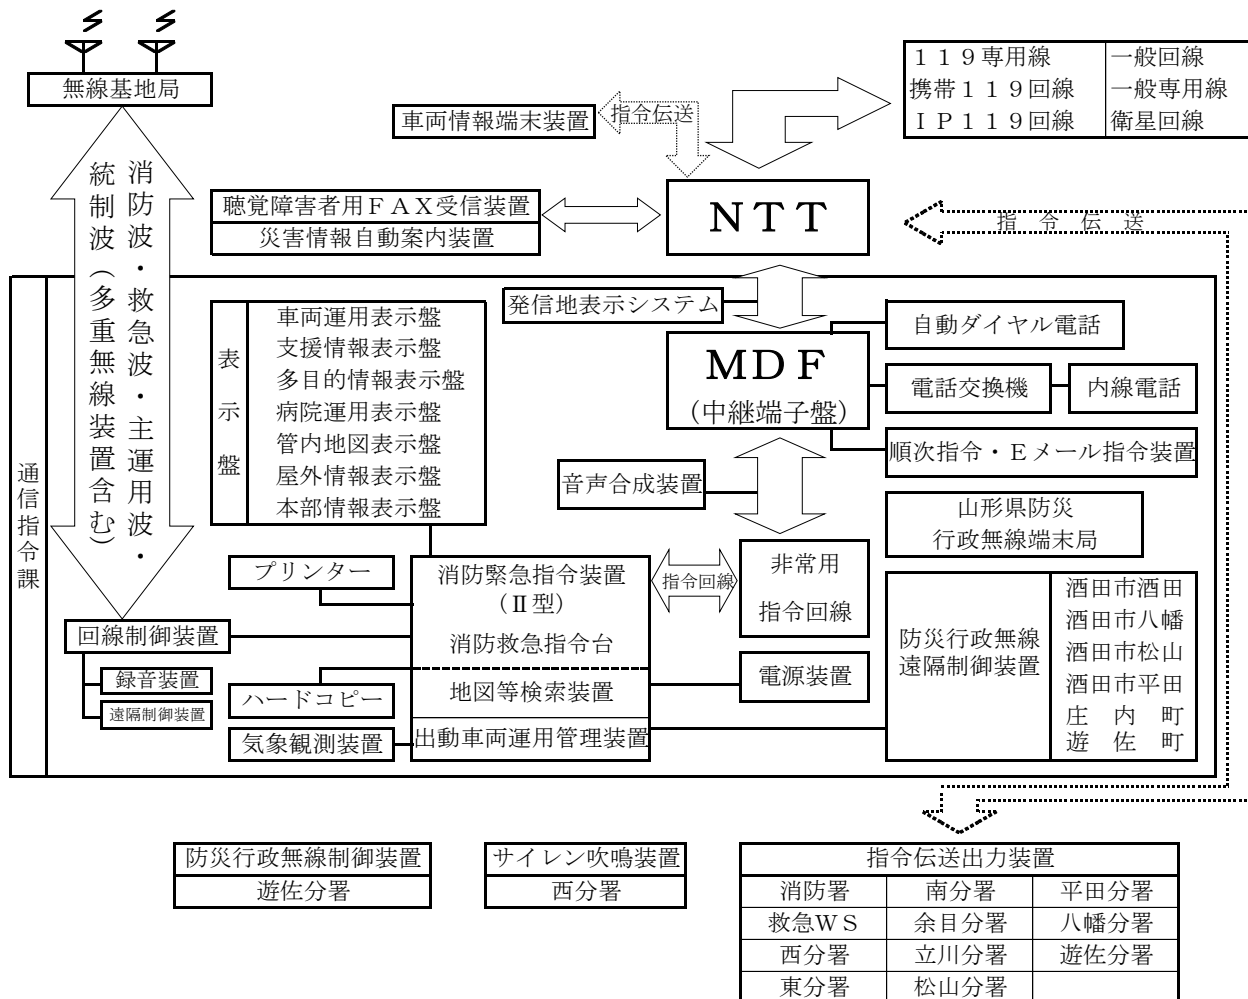 無線基地局
消防波・救急波・主運用波・
統制波（多重無線装置含む）
車両情報端末装置
指令伝送
１１９専用線
一般回線
携帯１１９回線
一般専用線
ＩＰ１１９回線
衛星回線
聴覚障害者用ＦＡＸ受信装置
災害情報自動案内装置
ＮＴＴ
指令伝送
通信指令課
表示盤
車両運用表示盤
支援情報表示盤
多目的情報表示盤
病院運用表示盤
管内地図表示盤
屋外情報表示盤
本部情報表示盤
発信地表示システム
ＭＤＦ
（中継端子盤）
自動ダイヤル電話
電話交換機
内線電話
順次指令・Ｅメール指令装置
音声合成装置
山形県防災
行政無線端末局
プリンター
消防緊急指令装置
（Ⅱ型）
消防救急指令台
指令回線
非常用
指令回線
回線制御装置
録音装置
遠隔制御装置
ハードコピー
地図等検索装置
電源装置
気象観測装置
出動車両運用管理装置
防災行政無線
遠隔制御装置
酒田市酒田
酒田市八幡
酒田市松山
酒田市平田
庄内町
遊佐町
防災行政無線制御装置
遊佐分署
サイレン吹鳴装置
西分署
指令伝送出力装置
消防署
南分署
平田分署
救急ＷＳ
余目分署
八幡分署
西分署
立川分署
遊佐分署
東分署
松山分署